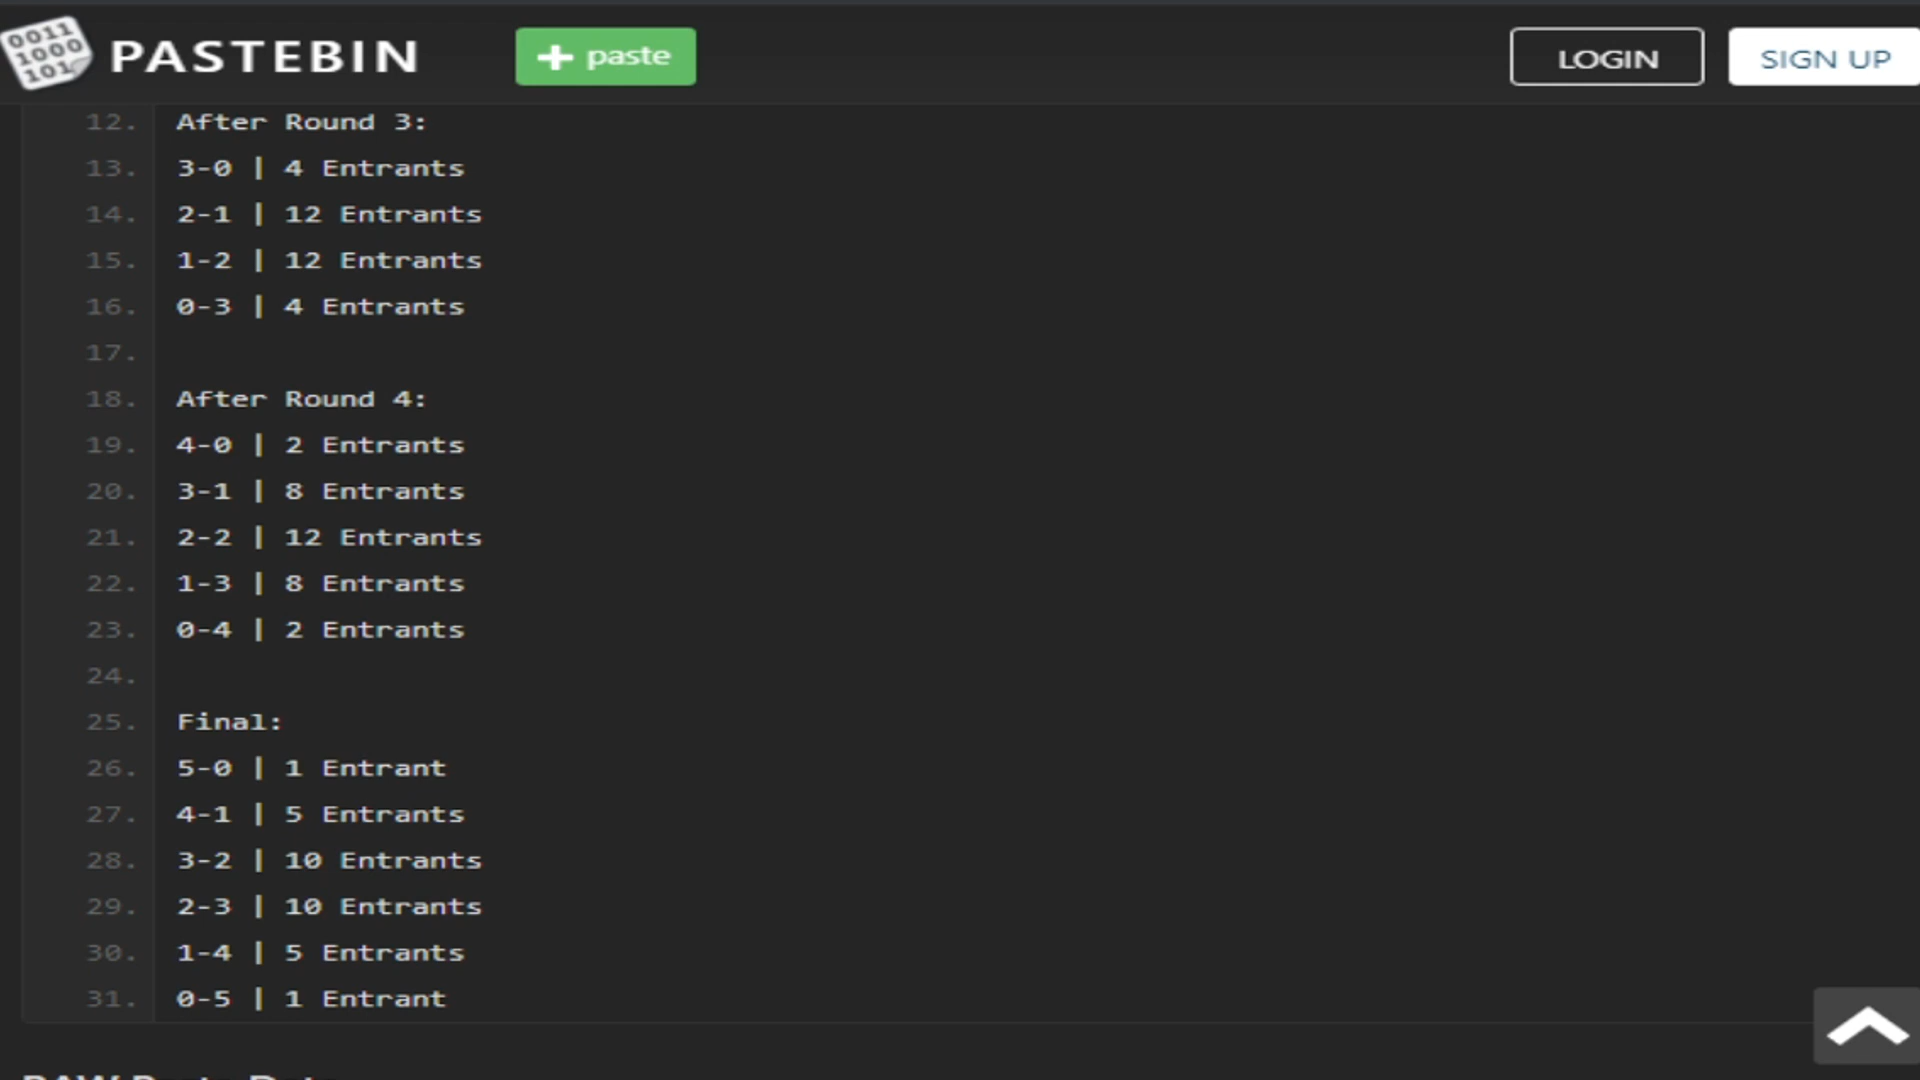 0011
1000
101
PASTEBIN
+ paste
LOGIN
SIGN UP
12. After Round 3:
13. 3-0 | 4 Entrants
14. 2-1 | 12 Entrants
15. 1-2 | 12 Entrants
16. 0-3 | 4 Entrants
17.
18. After Round 4:
19. 4-0 | 2 Entrants
20. 3-1 | 8 Entrants
21. 2-2 | 12 Entrants
22. 1-3 | 8 Entrants
23. 0-4 | 2 Entrants
24.
25. Final:
26. 5-0 | 1 Entrant
27. 4-1 | 5 Entrants
28. 3-2 | 10 Entrants
29. 2-3 | 10 Entrants
30. 1-4 | 5 Entrants
31. 0-5 | 1 Entrant